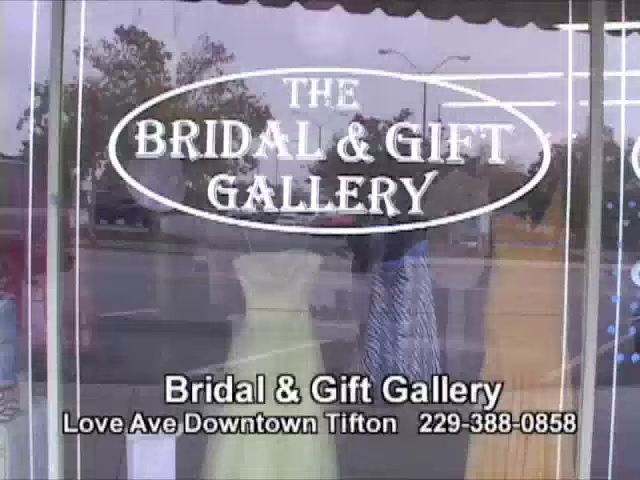 THE
BRIDAL & GIFT
GALLERY
Bridal & Gift Gallery
Love Ave Downtown Tifton 229-388-0858